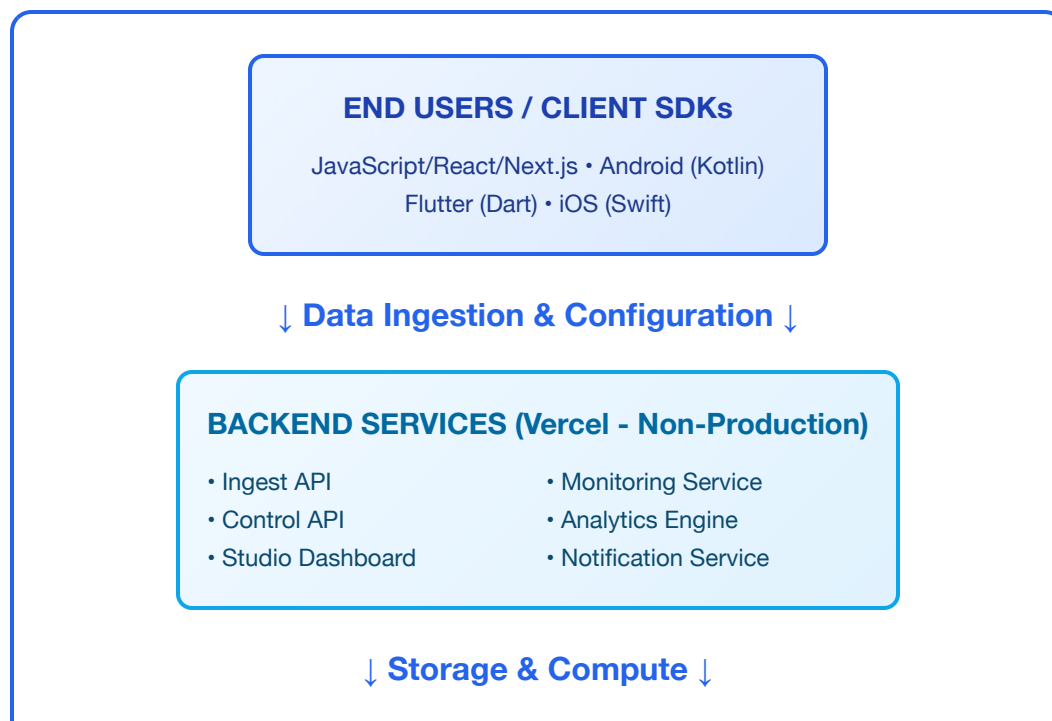 END USERS / CLIENT SDKs
JavaScript/React/Next.js • Android (Kotlin)
Flutter (Dart) • iOS (Swift)
↓ Data Ingestion & Configuration ↓
BACKEND SERVICES (Vercel - Non-Production)
• Ingest API
• Control API
• Studio Dashboard
• Monitoring Service
• Analytics Engine
• Notification Service
↓ Storage & Compute ↓